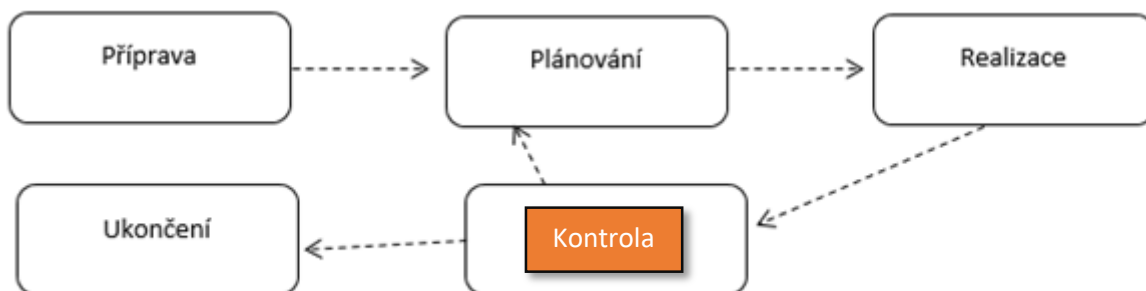 Příprava
Plánování
Realizace
Ukončení
Kontrola